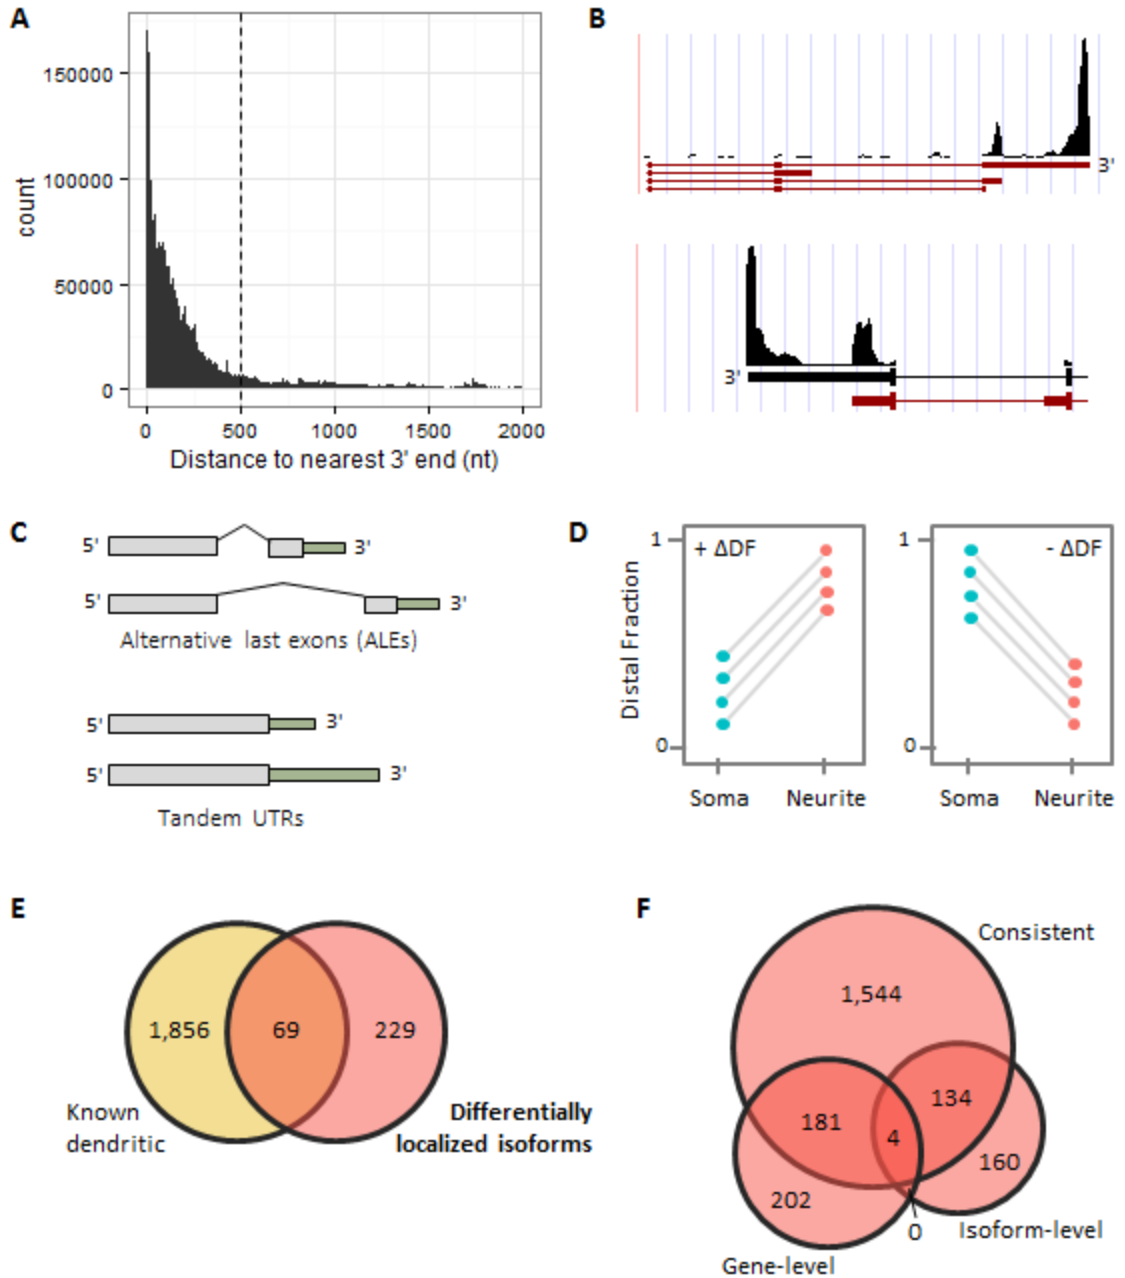 A
150000
100000
50000
0
count
0
500
1000
1500
2000
Distance to nearest 3' end (nt)
B
3'
3'
C
5'
3'
5'
3'
Alternative last exons (ALEs)
5'
3'
5'
3'
Tandem UTRs
D
Distal Fraction
1
0
+ ΔDF
Soma
Neurite
1
0
- ΔDF
Soma
Neurite
E
1,856
69
229
Known
dendritic
Differentially
localized isoforms
F
Consistent
1,544
134
181
4
160
202
0
Isoform-level
Gene-level